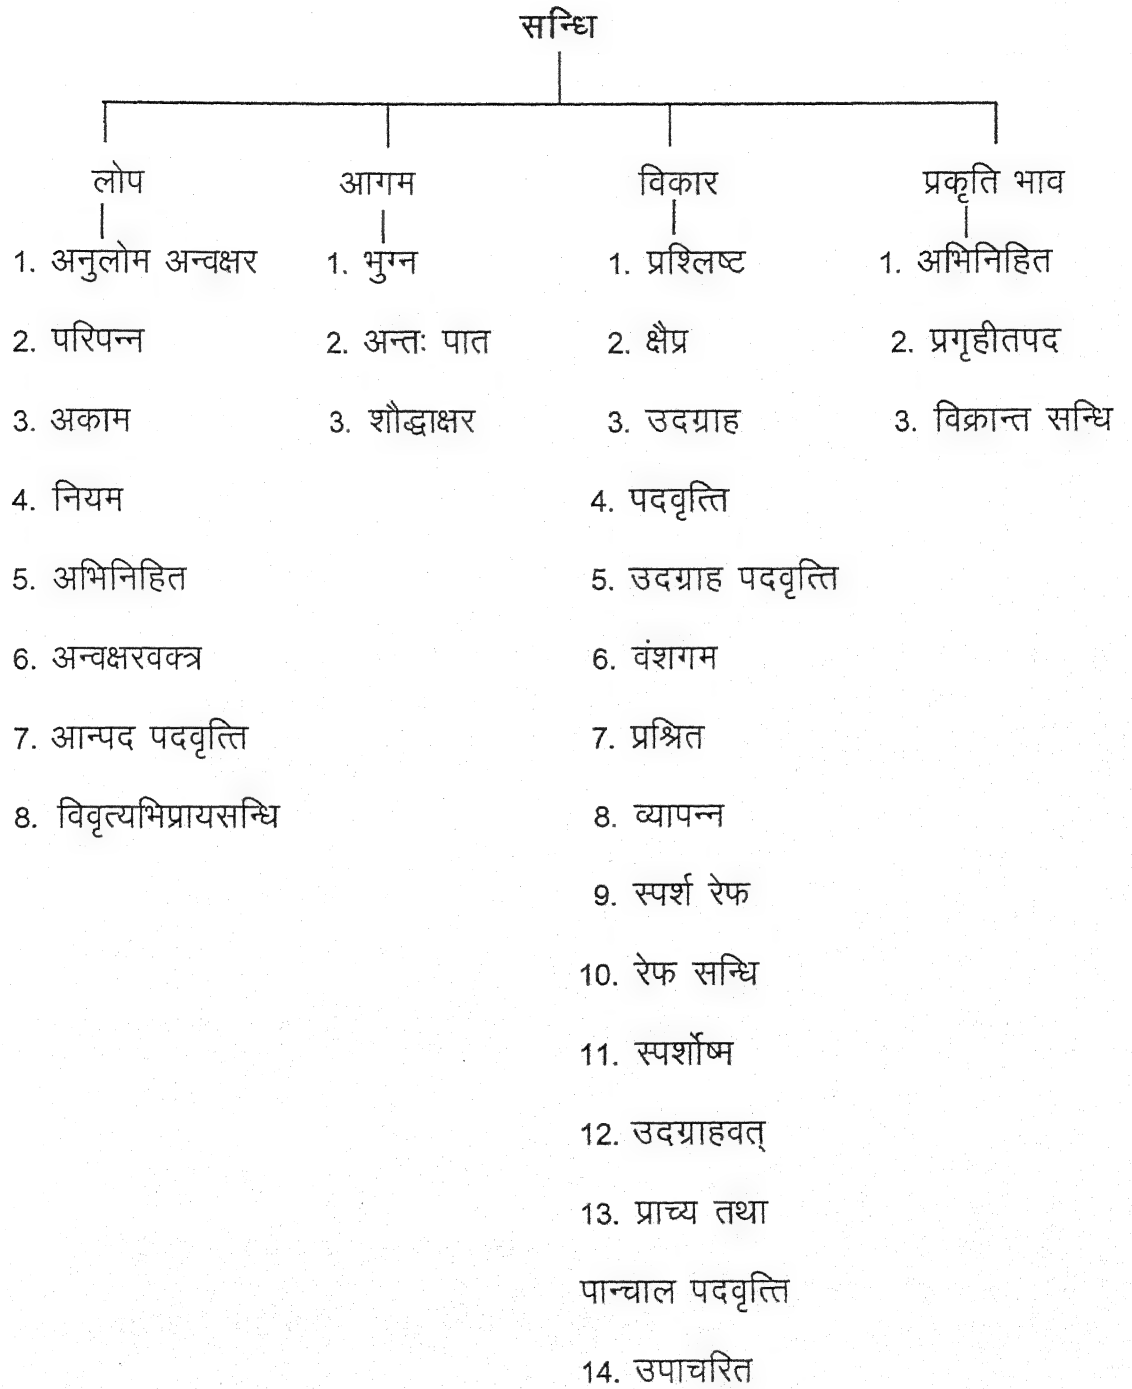 सन्धि
लोप आगम विकार प्रकृति भाव
1. अनुलोम अन्वक्षर 1. भुग्न 1. प्रश्लिष्ट 1. अभिनिहित
2. परिपन्न 2. अन्तः पात 2. क्षैप्र 2. प्रगृहीतपद
3. अकाम 3. शौद्धाक्षर 3. उदग्राह 3. विक्रान्त सन्धि
4. नियम 4. पदवृत्ति
5. अभिनिहित 5. उदग्राह पदवृत्ति
6. अन्वक्षरवक्त्र 6. वंशगम
7. आन्पद पदवृत्ति 7. प्रश्रित
8. विवृत्यभिप्रायसन्धि 8. व्यापन्न
9. स्पर्श रेफ
10. रेफ सन्धि
11. स्पर्शोष्म
12. उदग्राहवत्
13. प्राच्य तथा
पान्चाल पदवृत्ति
14. उपाचरित